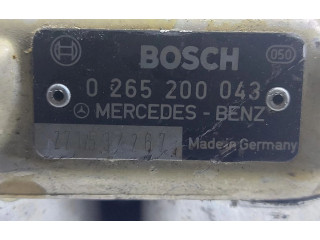 BOSCH 050
0 265 200 043
MERCEDES-BENZ
Made in Germany